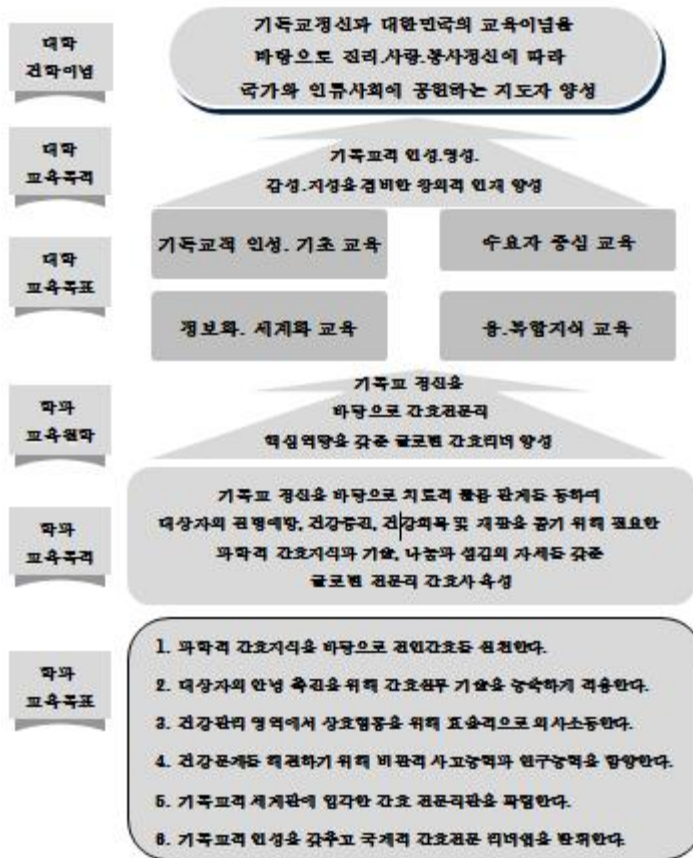 대학
건학이념
기독교정신과 대한민국의 교육이념을
바탕으로 진리.사랑.봉사정신에 따라
국가와 인류사회에 공헌하는 지도자 양성
대학
교육목적
기독교적 인성.영성.
감성.지성을 겸비한 창의적 인재 양성
대학
교육목표
기독교적 인성. 기초 교육
수요자 중심 교육
정보화. 세계화 교육
융.복합지식 교육
학과
교육철학
기독교 정신을
바탕으로 간호전문직
핵심역량을 갖춘 글로벌 간호리더 양성
학과
교육목적
기독교 정신을 바탕으로 치료적 돌봄 관계를 통하여
대상자의 질병예방, 건강증진, 건강회복 및 재활을 돕기 위해 필요한
과학적 간호지식과 기술, 나눔과 섬김의 자세를 갖춘
글로벌 전문직 간호사 육성
학과
교육목표
1. 과학적 간호지식을 바탕으로 전인간호를 실천한다.
2. 대상자의 안녕 촉진을 위해 간호실무 기술을 능숙하게 적용한다.
3. 건강관리 영역에서 상호협동을 위해 효율적으로 의사소통한다.
4. 건강문제를 해결하기 위해 비판적 사고능력과 연구능력을 함양한다.
5. 기독교적 세계관에 입각한 간호 전문직관을 확립한다.
6. 기독교적 인성을 갖추고 국제적 간호전문 리더십을 발휘한다.